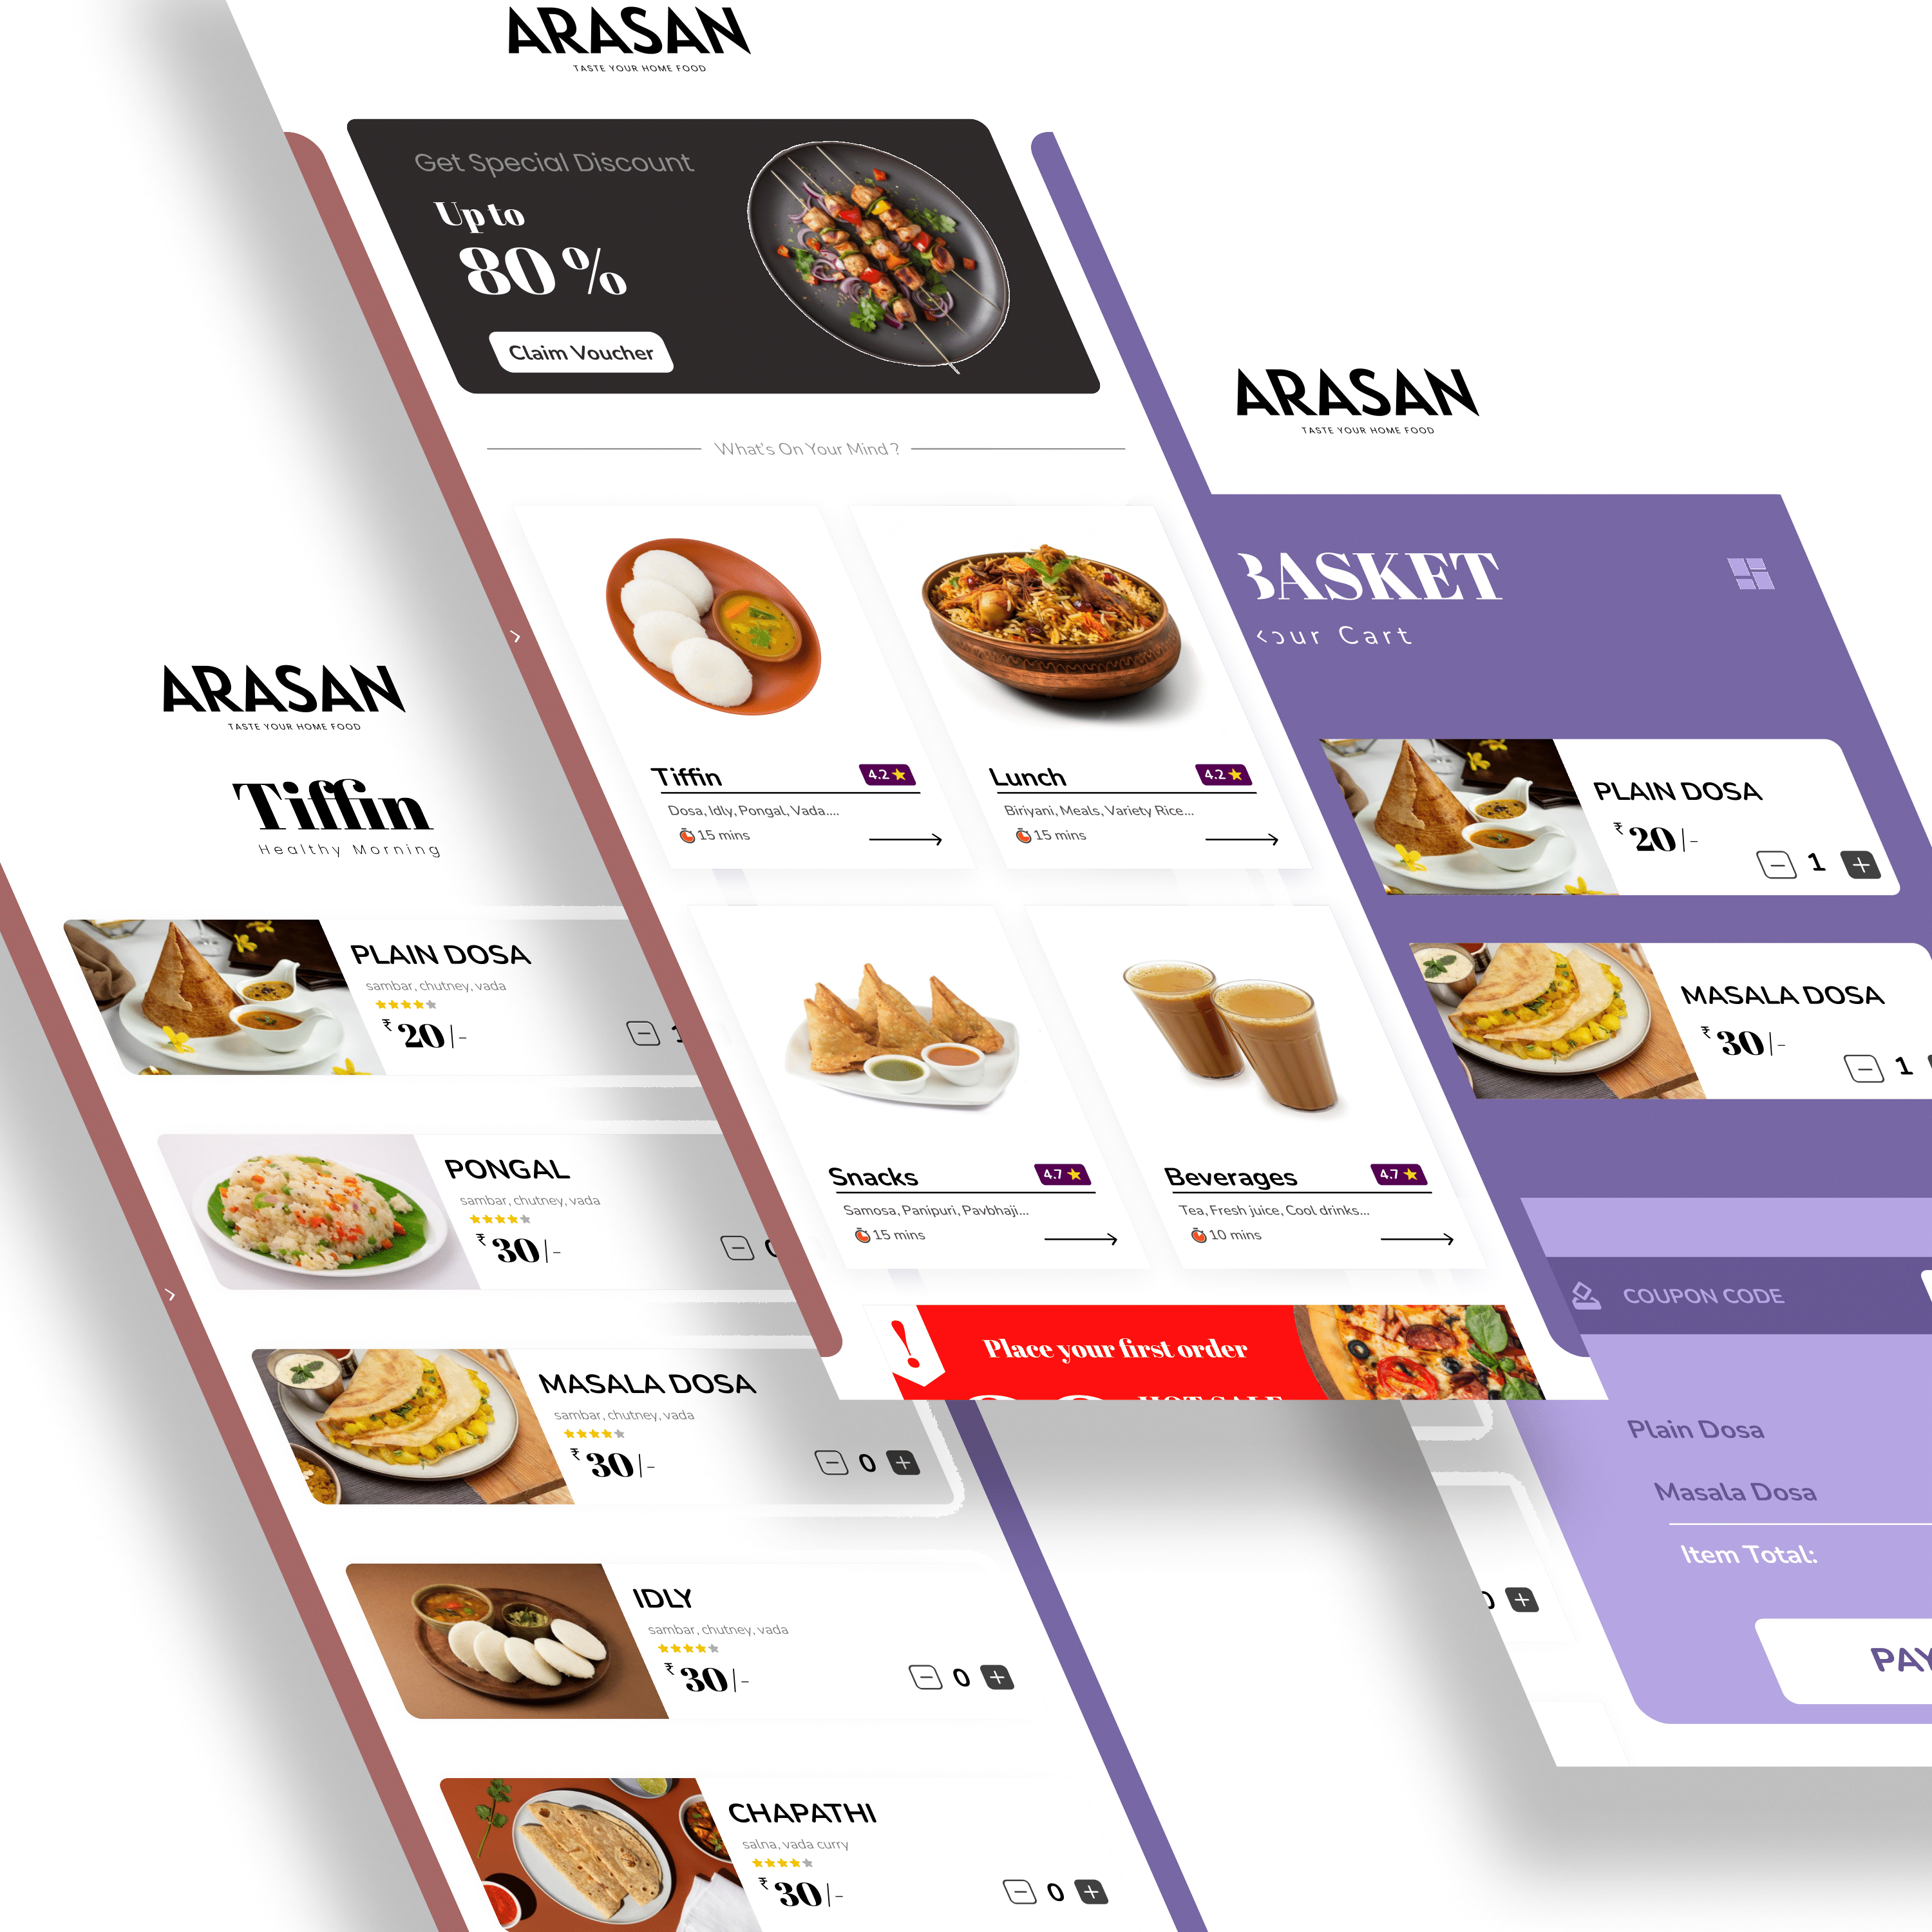 ARASAN
TASTE YOUR HOME FOOD
Get Special Discount
Up to
80 %
Claim Voucher
What's On Your Mind ?
Tiffin
4.2
Dosa, Idly, Pongal, Vada....
15 mins
Lunch
4.2
Biriyani, Meals, Variety Rice...
15 mins
Snacks
4.7
Samosa, Panipuri, Pavbhaji...
15 mins
Beverages
4.7
Tea, Fresh juice, Cool drinks...
10 mins
Place your first order
HOT SALE
ARASAN
TASTE YOUR HOME FOOD
Tiffin
Healthy Morning
PLAIN DOSA
sambar, chutney, vada
₹ 20/-
1
PONGAL
sambar, chutney, vada
₹ 30/-
0
MASALA DOSA
sambar, chutney, vada
₹ 30/-
0
IDLY
sambar, chutney, vada
₹ 30/-
0
CHAPATHI
salna, vada curry
₹ 30/-
0
ARASAN
TASTE YOUR HOME FOOD
BASKET
our Cart
PLAIN DOSA
₹ 20/-
1
MASALA DOSA
₹ 30/-
1
COUPON CODE
Plain Dosa
Masala Dosa
Item Total:
PAY
0